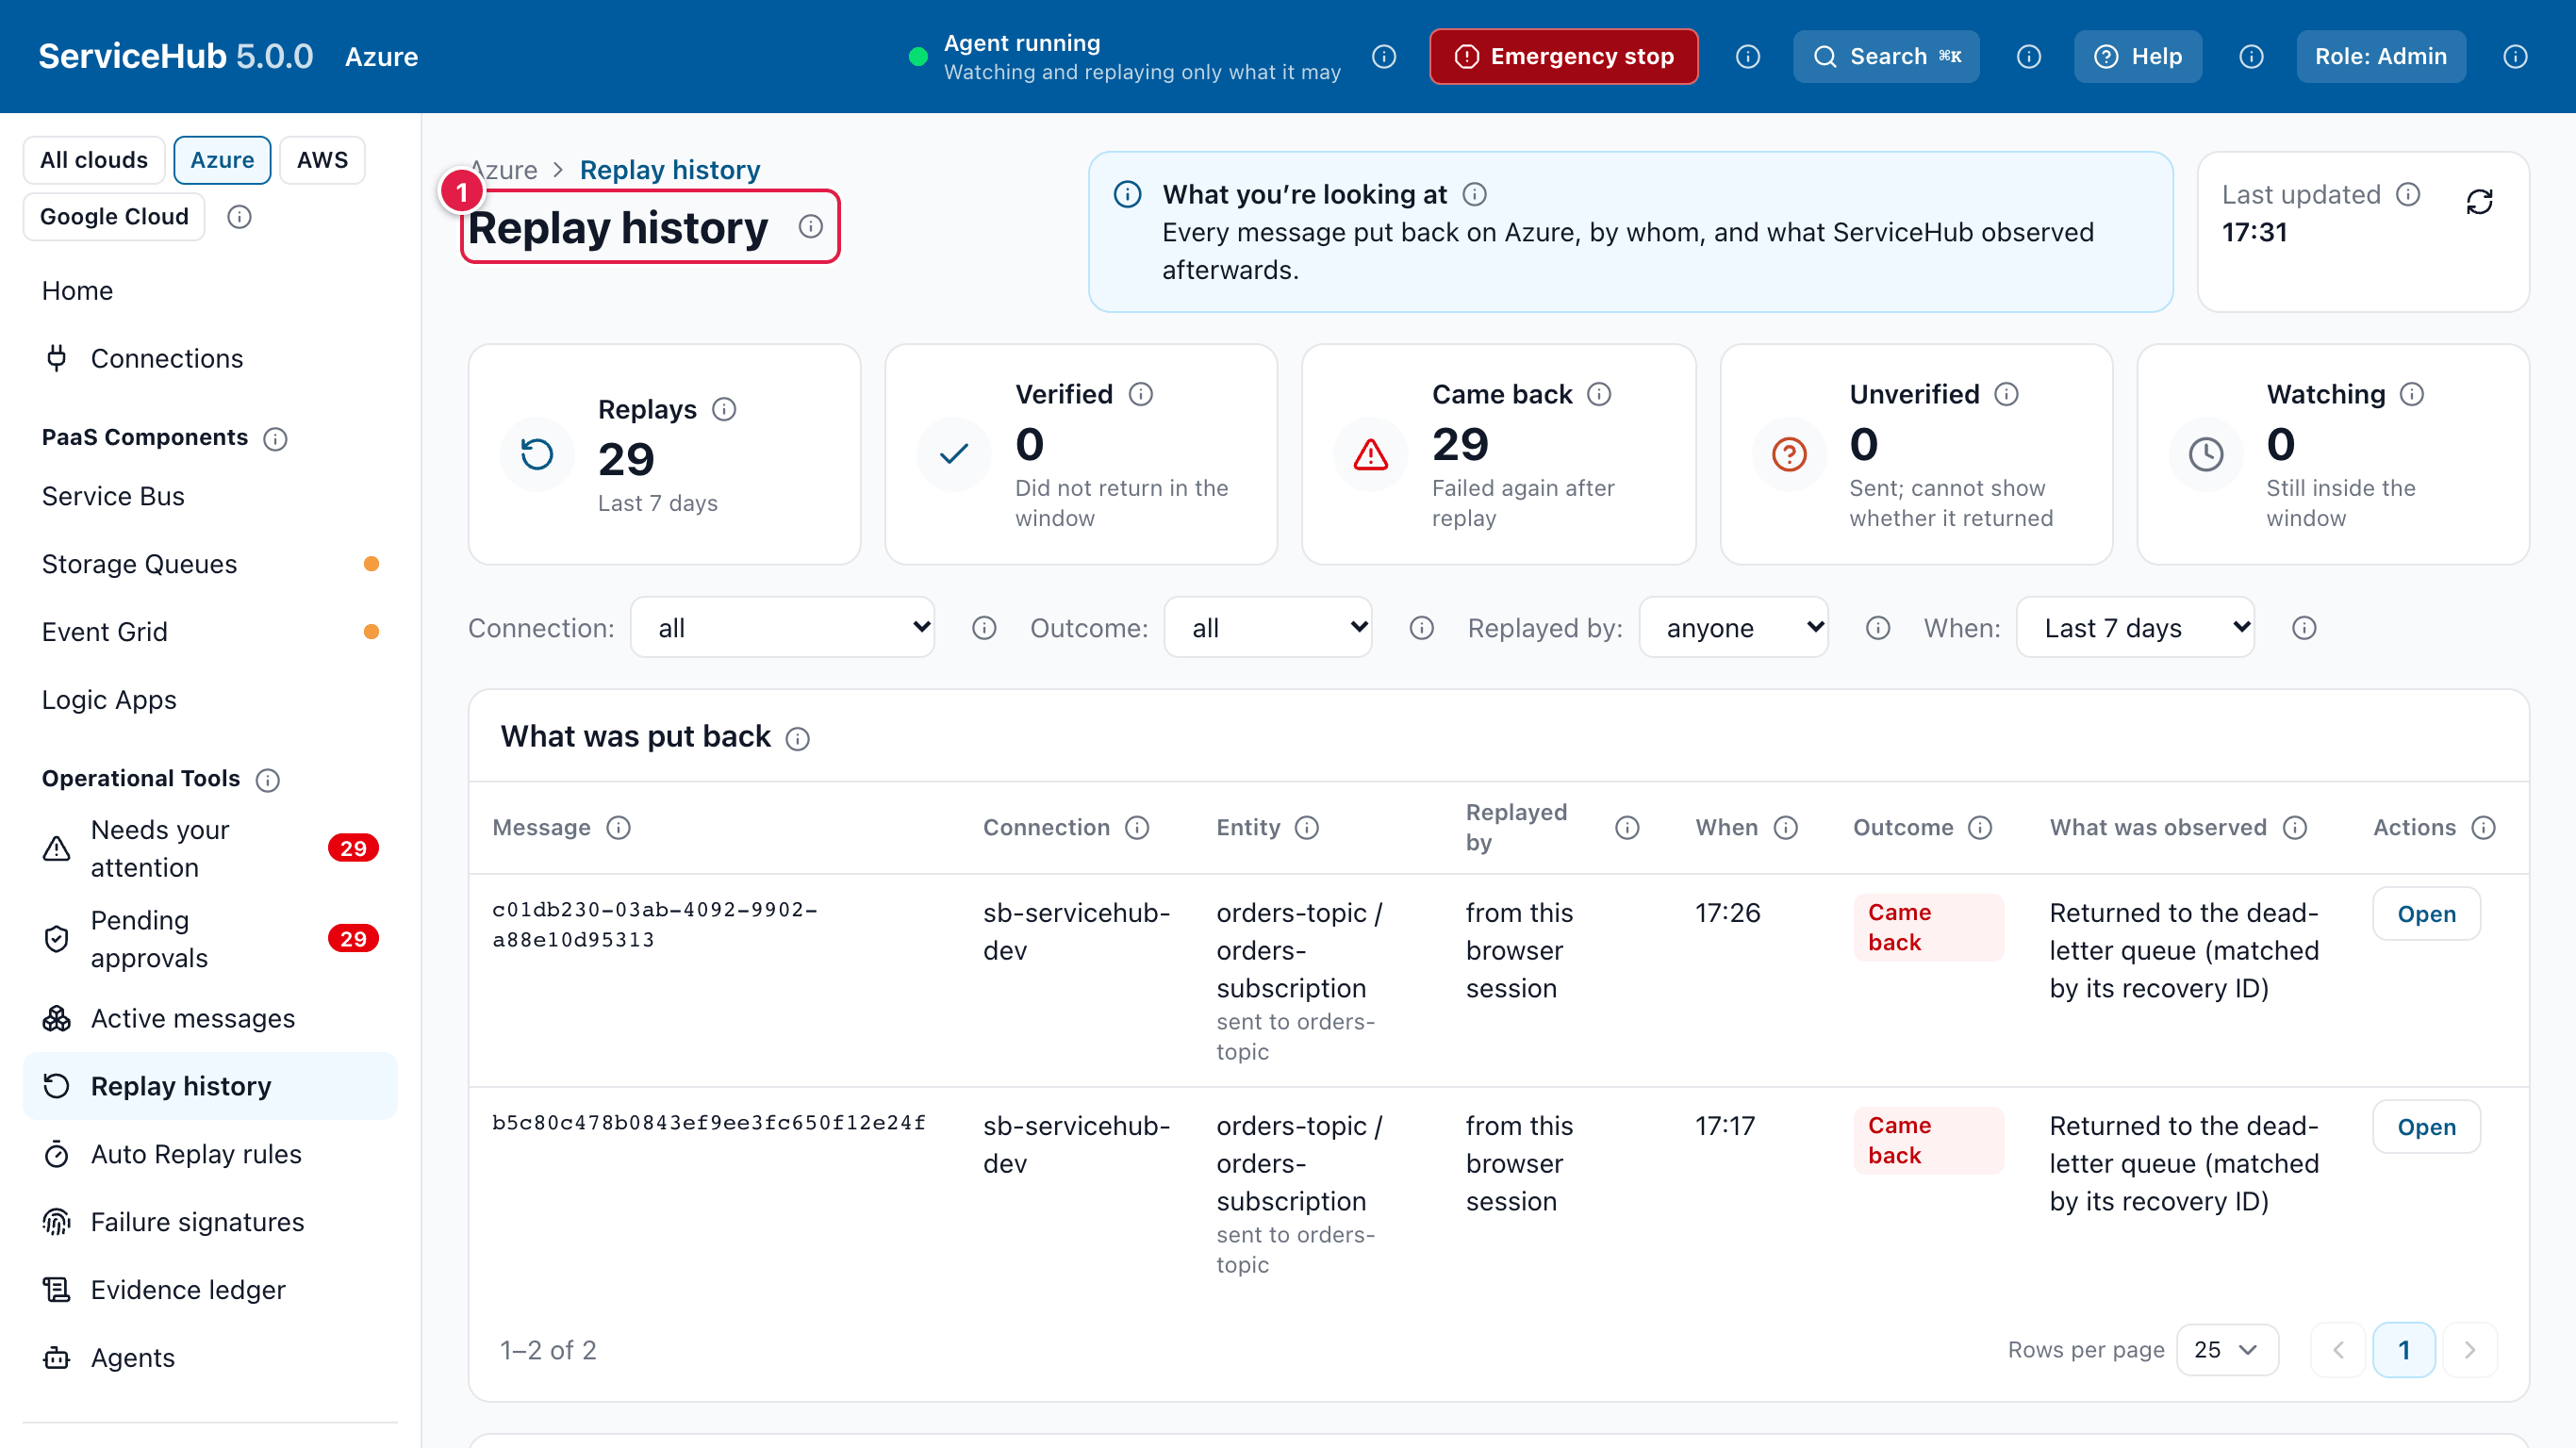 ServiceHub 5.0.0 Azure
Agent running
Watching and replaying only what it may
Emergency stop
Search ⌘K
Help
Role: Admin
All clouds
Azure
AWS
Google Cloud
Home
Connections
PaaS Components
Service Bus
Storage Queues
Event Grid
Logic Apps
Operational Tools
Needs your
attention
29
Pending
approvals
29
Active messages
Replay history
Auto Replay rules
Failure signatures
Evidence ledger
Agents
Azure > Replay history
1
Replay history
What you’re looking at
Every message put back on Azure, by whom, and what ServiceHub observed
afterwards.
Last updated
17:31
Replays
29
Last 7 days
Verified
0
Did not return in the
window
Came back
29
Failed again after
replay
Unverified
0
Sent; cannot show
whether it returned
Watching
0
Still inside the
window
Connection: all
Outcome: all
Replayed by: anyone
When: Last 7 days
What was put back
Message
Connection
Entity
Replayed
by
When
Outcome
What was observed
Actions
c01db230-03ab-4092-9902-
a88e10d95313
sb-servicehub-
dev
orders-topic /
orders-
subscription
sent to orders-
topic
from this
browser
session
17:26
Came
back
Returned to the dead-
letter queue (matched
by its recovery ID)
Open
b5c80c478b0843ef9ee3fc650f12e24f
sb-servicehub-
dev
orders-topic /
orders-
subscription
sent to orders-
topic
from this
browser
session
17:17
Came
back
Returned to the dead-
letter queue (matched
by its recovery ID)
Open
1–2 of 2
Rows per page 25
1